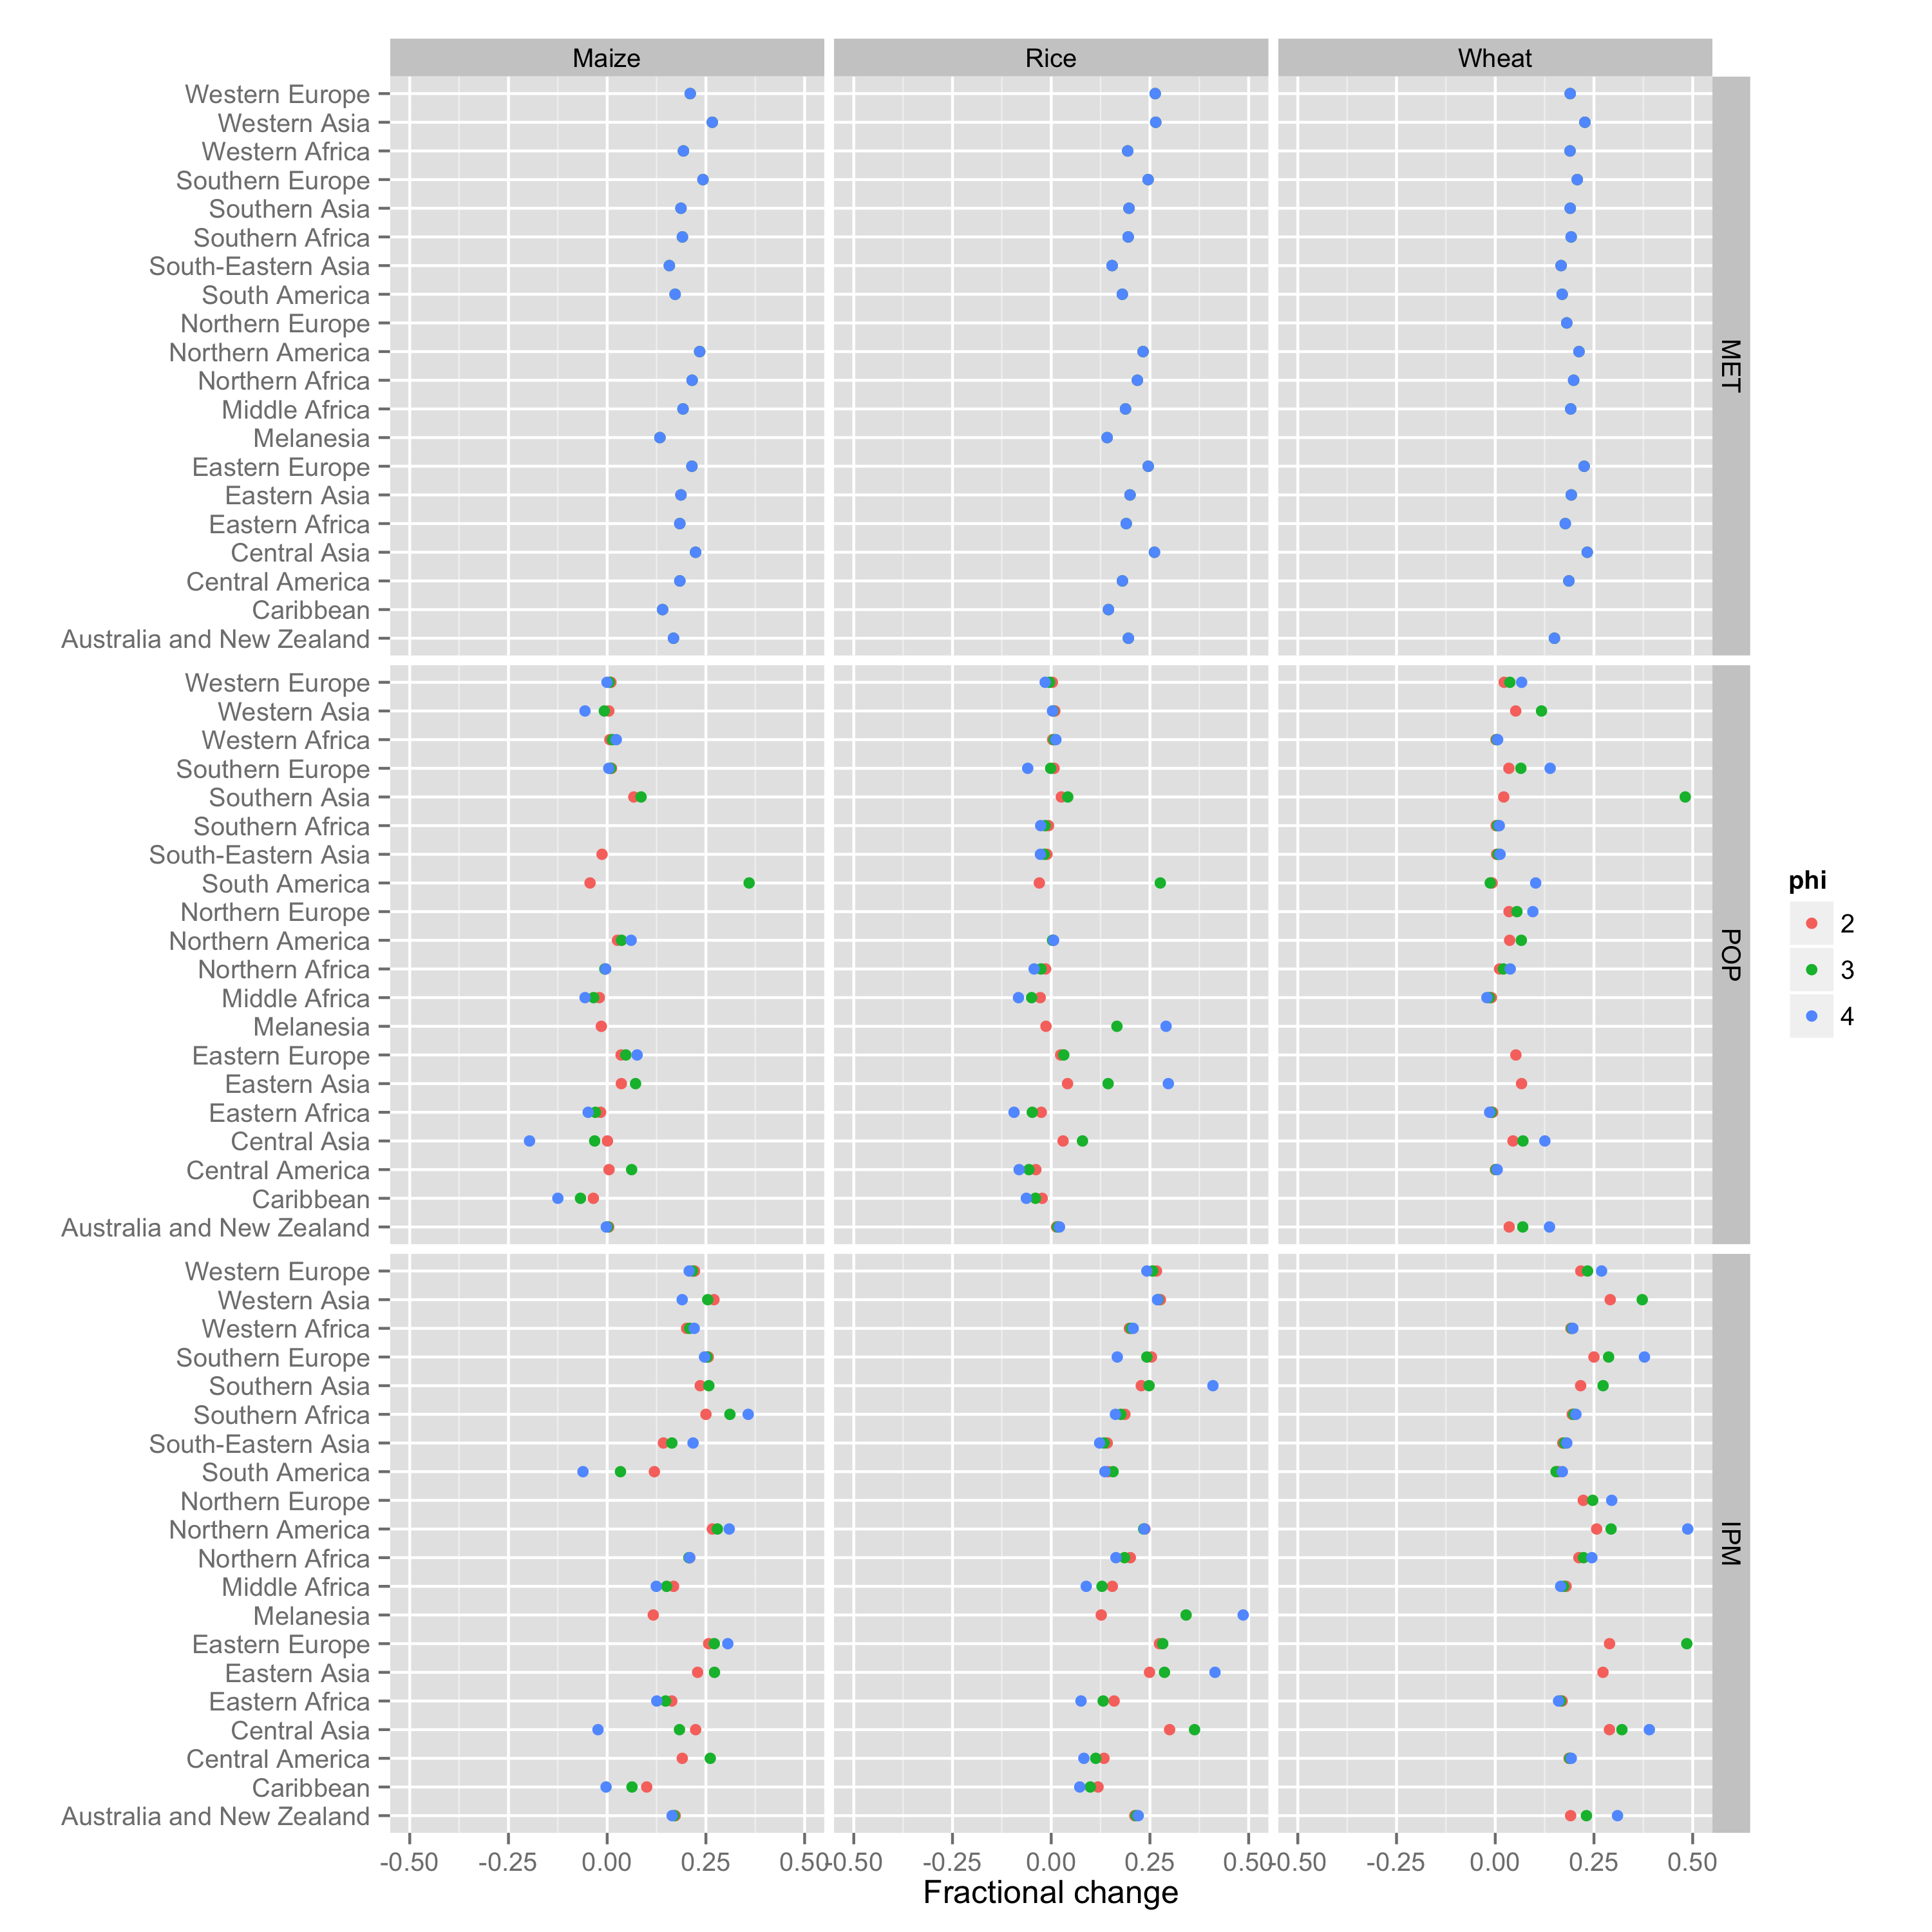 Maize Rice Wheat
Western Europe
Western Asia
Western Africa
Southern Europe
Southern Asia
Southern Africa
South-Eastern Asia
South America
Northern Europe
Northern America
Northern Africa
Middle Africa
Melanesia
Eastern Europe
Eastern Asia
Eastern Africa
Central Asia
Central America
Caribbean
Australia and New Zealand
MET
Western Europe
Western Asia
Western Africa
Southern Europe
Southern Asia
Southern Africa
South-Eastern Asia
South America
Northern Europe
Northern America
Northern Africa
Middle Africa
Melanesia
Eastern Europe
Eastern Asia
Eastern Africa
Central Asia
Central America
Caribbean
Australia and New Zealand
POP
Western Europe
Western Asia
Western Africa
Southern Europe
Southern Asia
Southern Africa
South-Eastern Asia
South America
Northern Europe
Northern America
Northern Africa
Middle Africa
Melanesia
Eastern Europe
Eastern Asia
Eastern Africa
Central Asia
Central America
Caribbean
Australia and New Zealand
IPM
-0.50 -0.25 0.00 0.25 0.50 -0.50 -0.25 0.00 0.25 0.50 -0.50 -0.25 0.00 0.25 0.50
Fractional change
phi
2
3
4